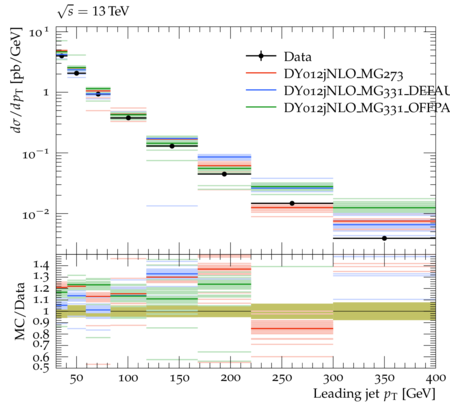 √s = 13 TeV
dσ/dpT [pb/GeV]
10¹
1
10⁻¹
10⁻²
Data
DY012jNLO_MG273
DY012jNLO_MG331_DEFAU
DY012jNLO_MG331_OFFPA
MC/Data
1.4
1.3
1.2
1.1
1
0.9
0.8
0.7
0.6
0.5
50 100 150 200 250 300 350 400
Leading jet pT [GeV]